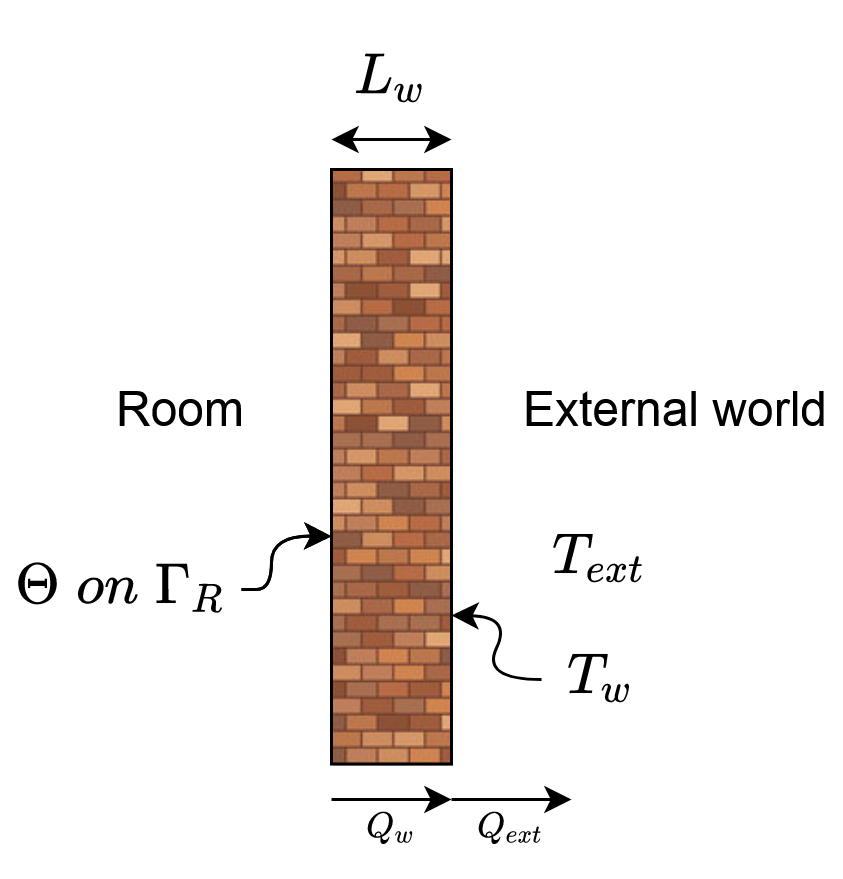 L_w
Room
External world
Θ on Γ_R
T_ext
T_w
Q_w
Q_ext